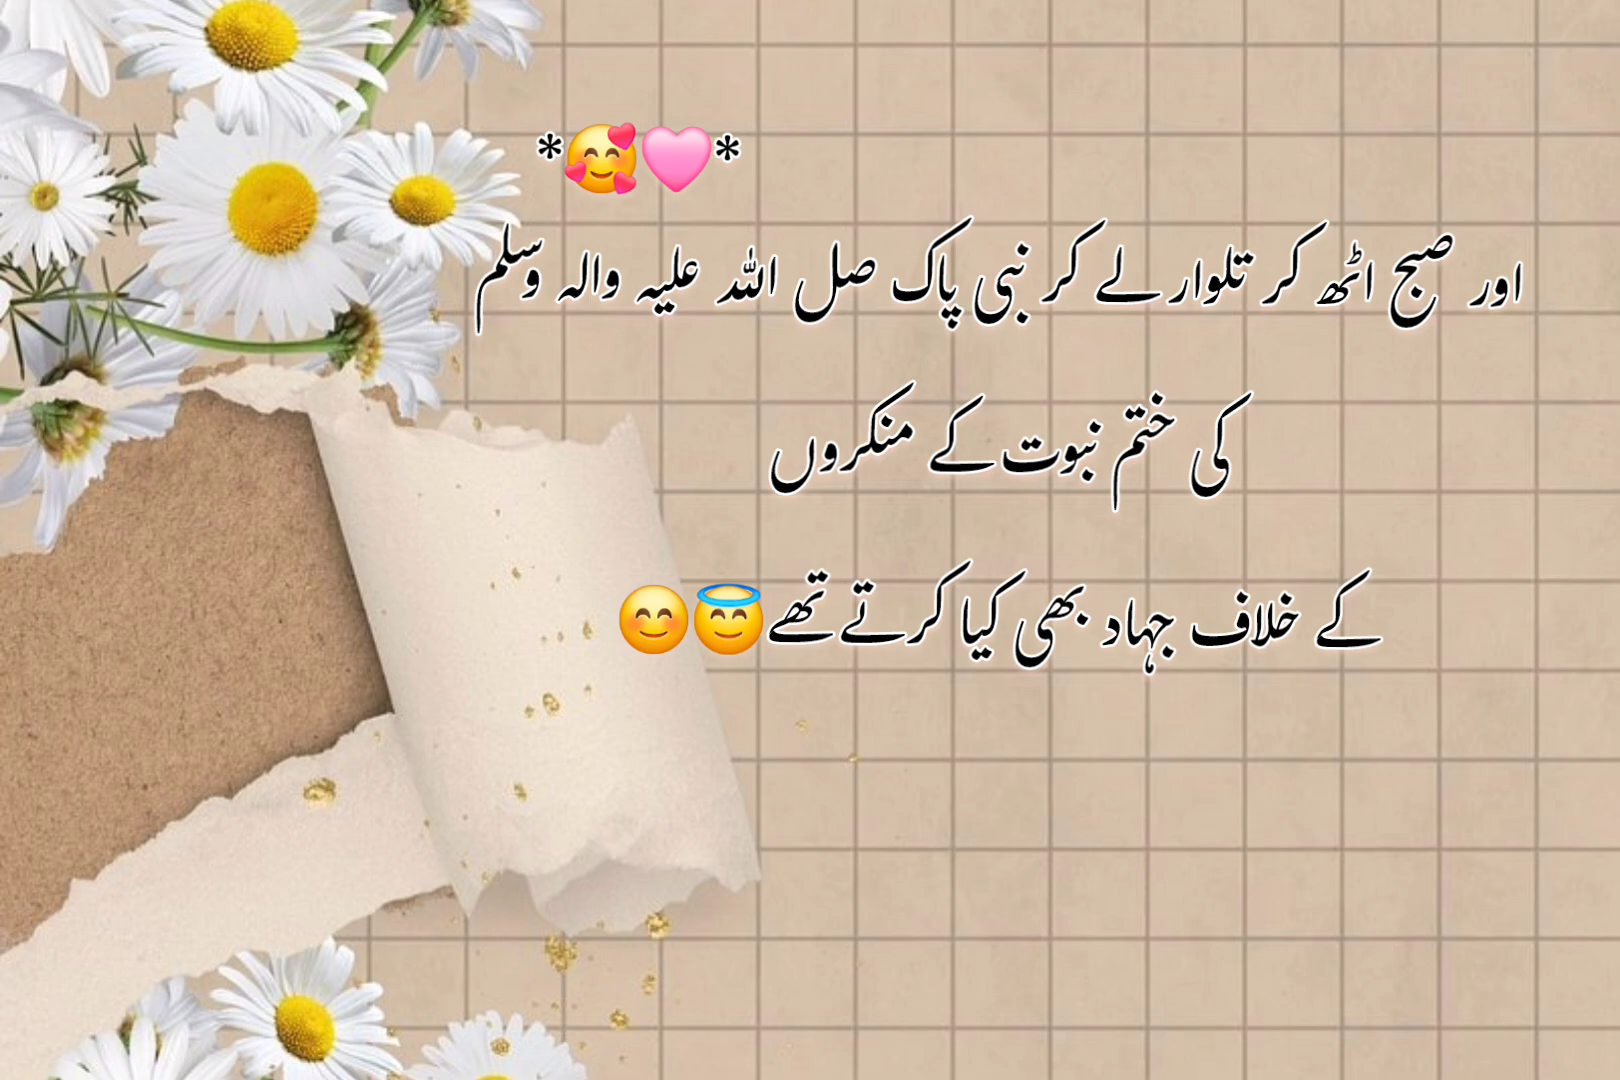 *🥰🩷*
اور صبح اٹھ کر تلوار لے کر نبی پاک صل اللہ علیہ والہ وسلم
کی ختم نبوت کے منکروں
کے خلاف جہاد بھی کیا کرتے تھے😇😊